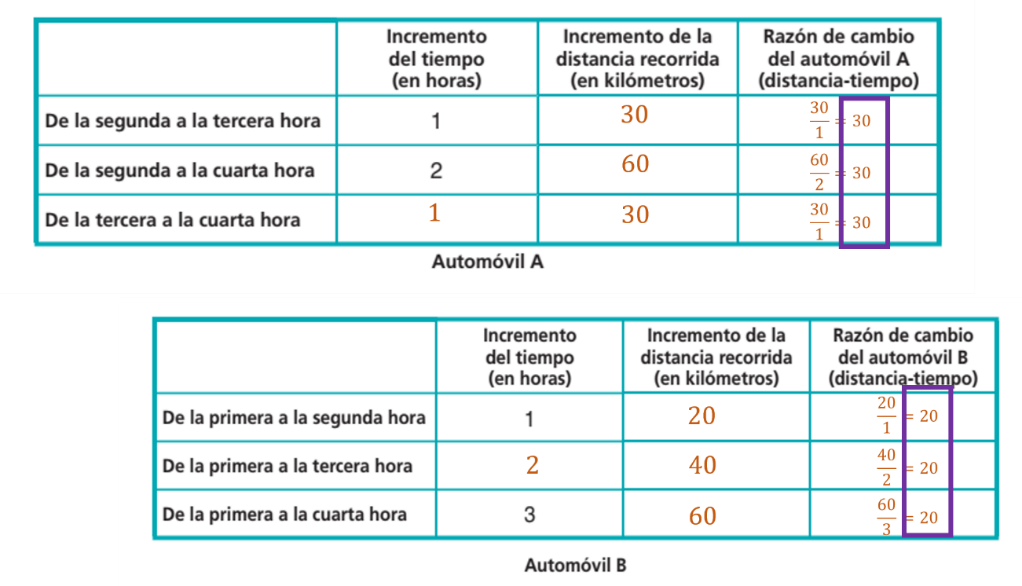 Incremento del tiempo (en horas) Incremento de la distancia recorrida (en kilómetros) Razón de cambio del automóvil A (distancia-tiempo)
De la segunda a la tercera hora 1 30 30/1 = 30
De la segunda a la cuarta hora 2 60 60/2 = 30
De la tercera a la cuarta hora 1 30 30/1 = 30
Automóvil A
Incremento del tiempo (en horas) Incremento de la distancia recorrida (en kilómetros) Razón de cambio del automóvil B (distancia-tiempo)
De la primera a la segunda hora 1 20 20/1 = 20
De la primera a la tercera hora 2 40 40/2 = 20
De la primera a la cuarta hora 3 60 60/3 = 20
Automóvil B